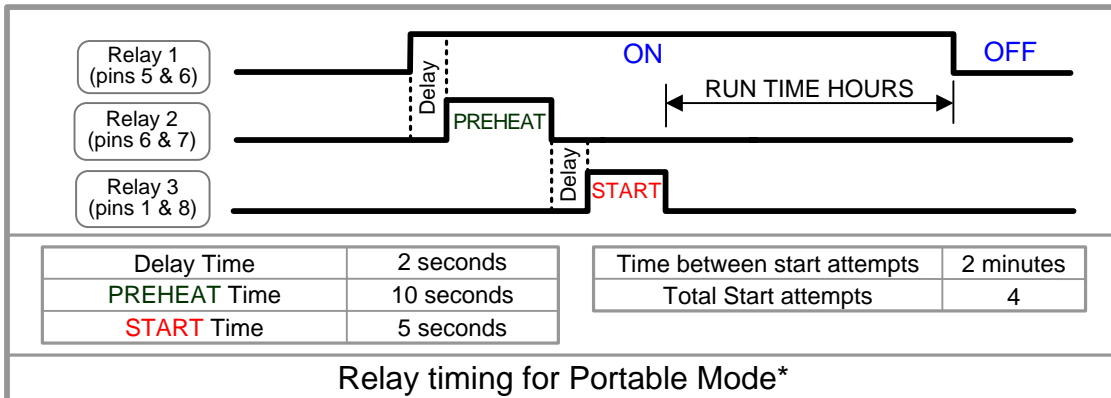 Relay 1
(pins 5 & 6)
ON
OFF
Delay
RUN TIME HOURS
Relay 2
(pins 6 & 7)
PREHEAT
Delay
Relay 3
(pins 1 & 8)
START
Delay Time 2 seconds
PREHEAT Time 10 seconds
START Time 5 seconds
Time between start attempts 2 minutes
Total Start attempts 4
Relay timing for Portable Mode*